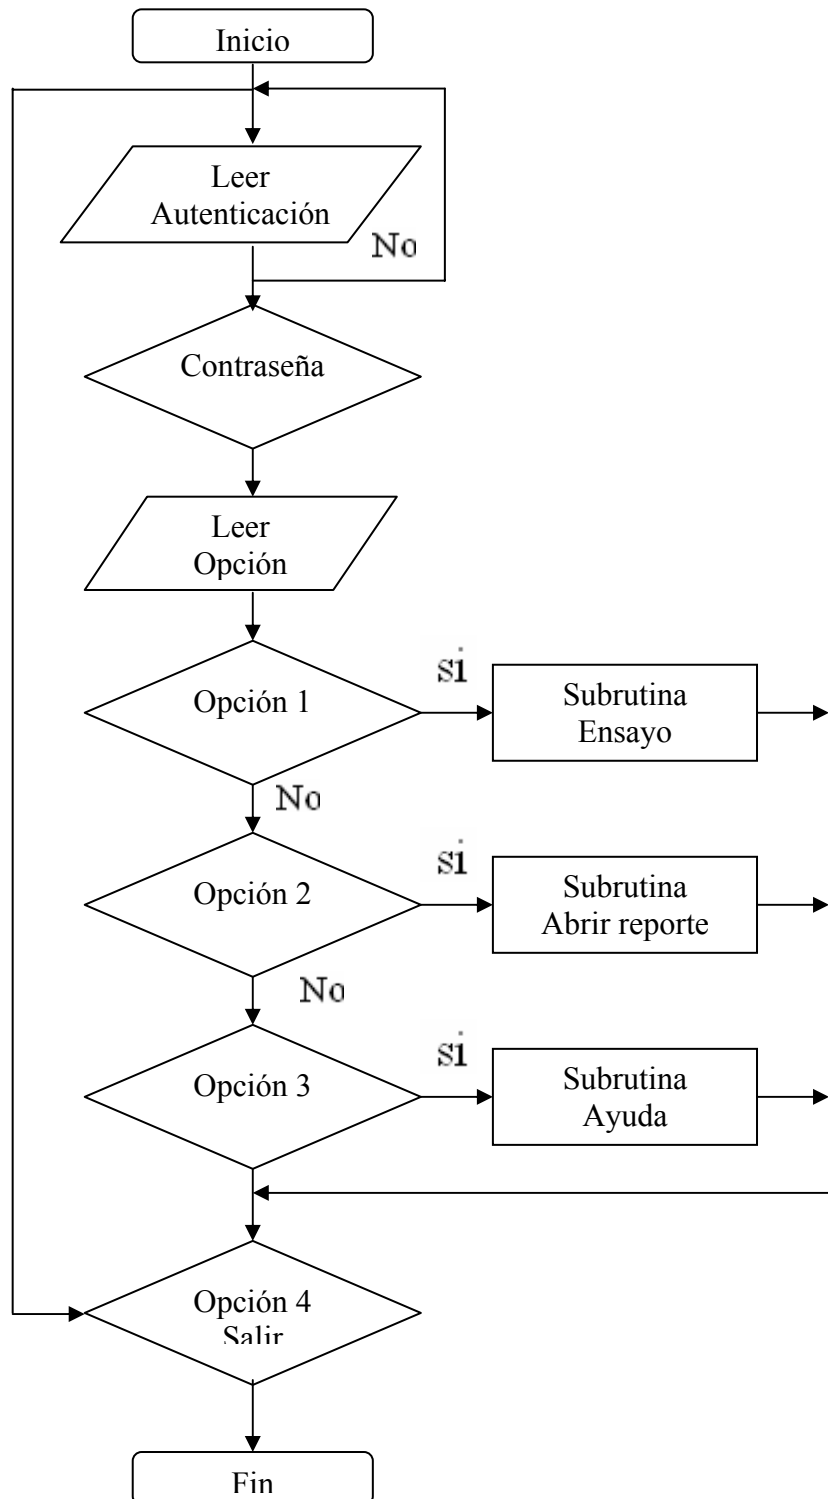 Inicio
Leer
Autenticación
No
Contraseña
Leer
Opción
si
Opción 1
Subrutina
Ensayo
No
si
Opción 2
Subrutina
Abrir reporte
No
si
Opción 3
Subrutina
Ayuda
Opción 4
Salir
Fin